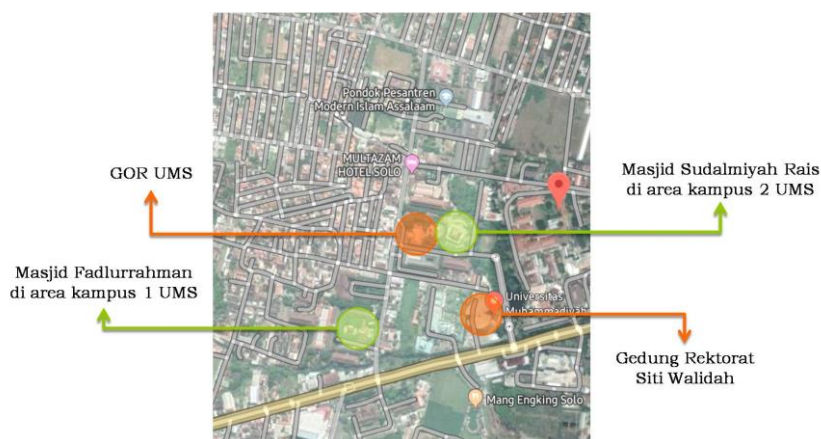 Pondok Pesantren
Modern Islam Assalaam
MULTAZAM
HOTEL SOLO
GOR UMS
Masjid Sudalmiyah Rais
di area kampus 2 UMS
Masjid Fadlurrahman
di area kampus 1 UMS
Universitas
Muhammadiyah
Gedung Rektorat
Siti Walidah
Mang Engking Solo